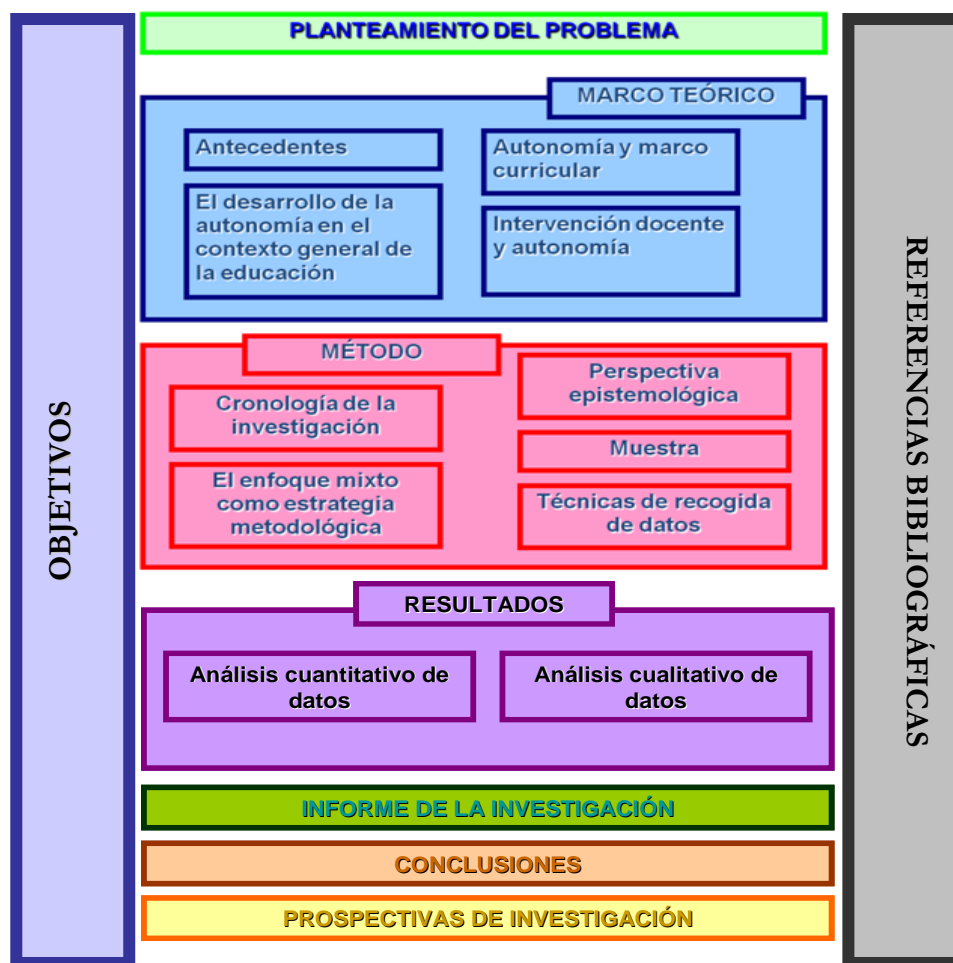 OBJETIVOS
PLANTEAMIENTO DEL PROBLEMA
MARCO TEÓRICO
Antecedentes
El desarrollo de la
autonomía en el
contexto general de
la educación
Autonomía y marco
curricular
Intervención docente
y autonomía
MÉTODO
Cronología de la
investigación
El enfoque mixto
como estrategia
metodológica
Perspectiva
epistemológica
Muestra
Técnicas de recogida
de datos
RESULTADOS
Análisis cuantitativo de
datos
Análisis cualitativo de
datos
INFORME DE LA INVESTIGACIÓN
CONCLUSIONES
PROSPECTIVAS DE INVESTIGACIÓN
REFERENCIAS BIBLIOGRÁFICAS